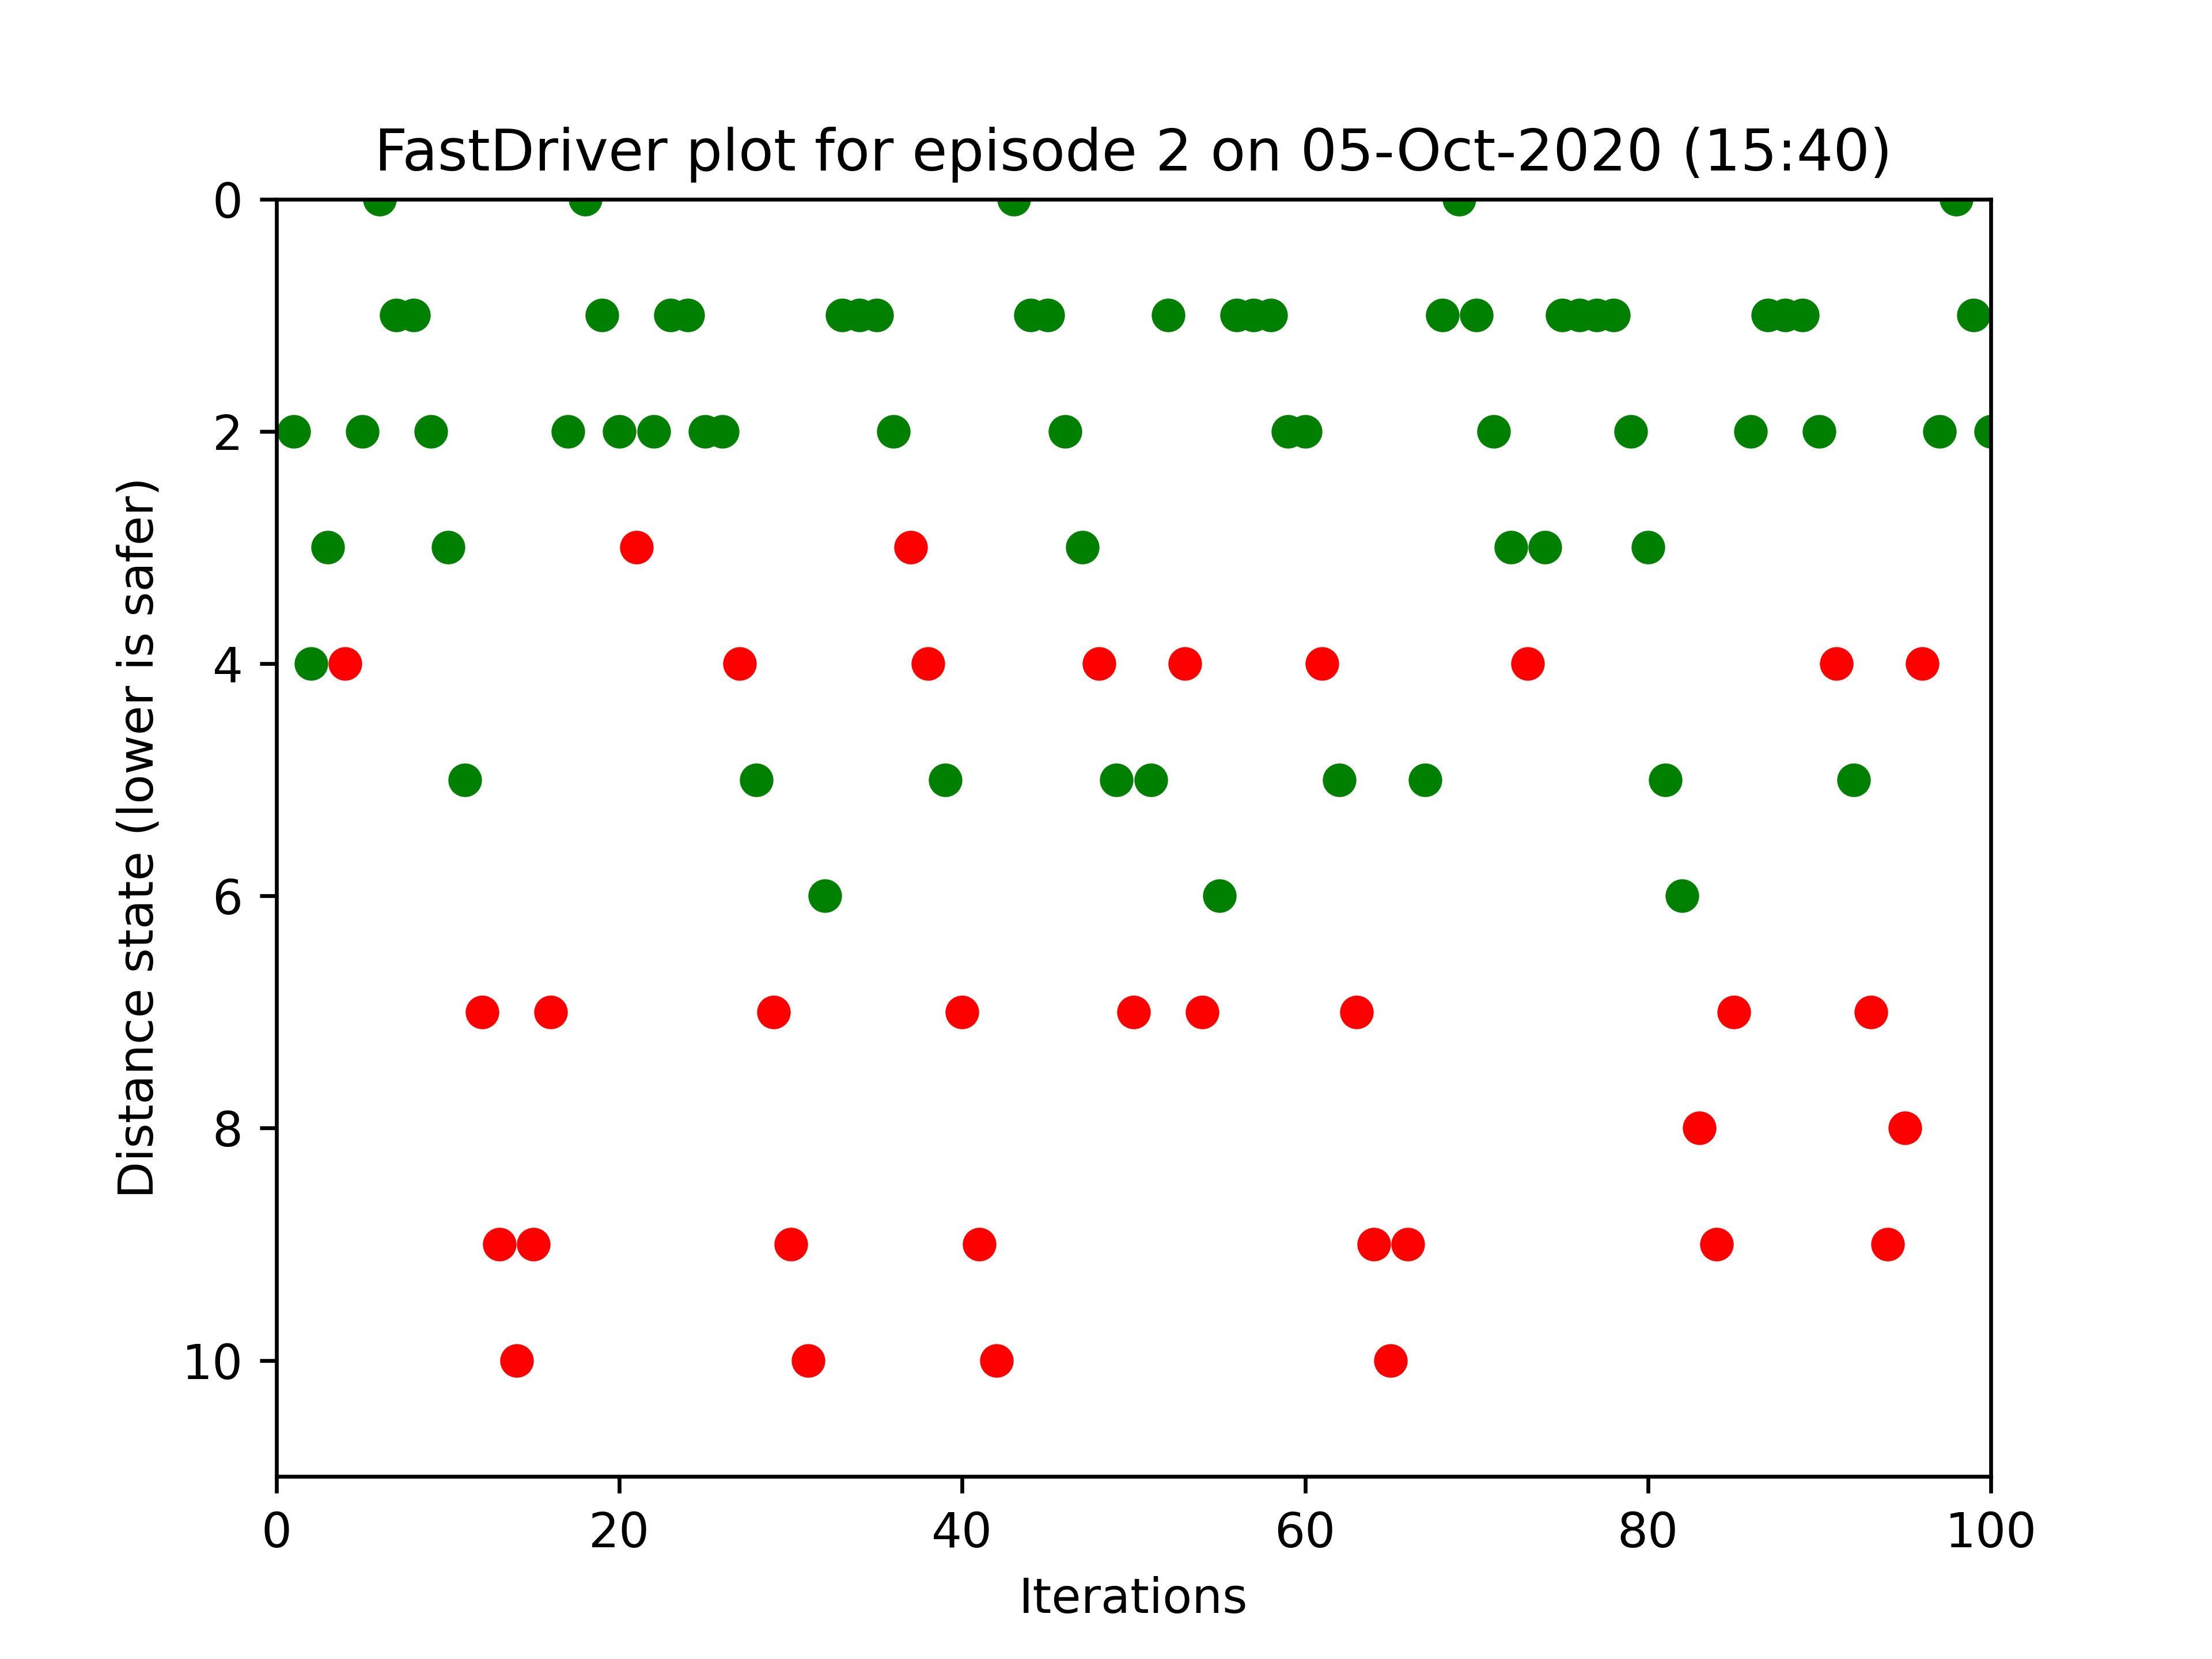 FastDriver plot for episode 2 on 05-Oct-2020 (15:40)
Distance state (lower is safer)
0
2
4
6
8
10
0 20 40 60 80 100
Iterations